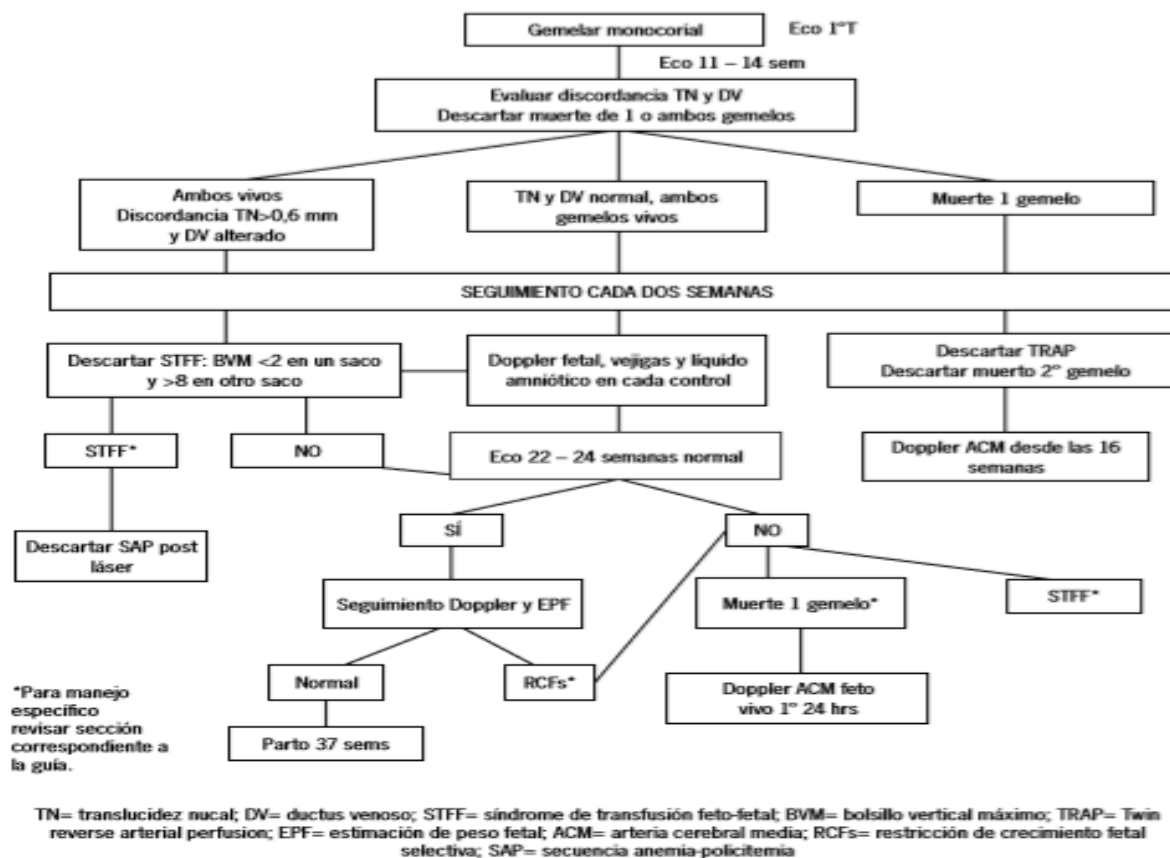 Gemelar monocorial
Eco 1°T
Eco 11 – 14 sem
Evaluar discordancia TN y DV
Descartar muerte de 1 o ambos gemelos
Ambos vivos
Discordancia TN>0,6 mm
y DV alterado
TN y DV normal, ambos
gemelos vivos
Muerte 1 gemelo
SEGUIMIENTO CADA DOS SEMANAS
Descartar STFF: BVM <2 en un saco
y >8 en otro saco
Doppler fetal, vejigas y líquido
amniótico en cada control
Descartar TRAP
Descartar muerto 2° gemelo
STFF*
NO
Eco 22 – 24 semanas normal
Doppler ACM desde las 16
semanas
Descartar SAP post
láser
SÍ
NO
Seguimiento Doppler y EPF
Muerte 1 gemelo*
STFF*
Normal
RCFs*
Doppler ACM feto
vivo 1° 24 hrs
Parto 37 sems
*Para manejo
específico
revisar sección
correspondiente a
la guía.
TN= translucidez nucal; DV= ductus venoso; STFF= síndrome de transfusión feto-fetal; BVM= bolsillo vertical máximo; TRAP= Twin
reverse arterial perfusion; EPF= estimación de peso fetal; ACM= arteria cerebral media; RCFs= restricción de crecimiento fetal
selectiva; SAP= secuencia anemia-policitemia